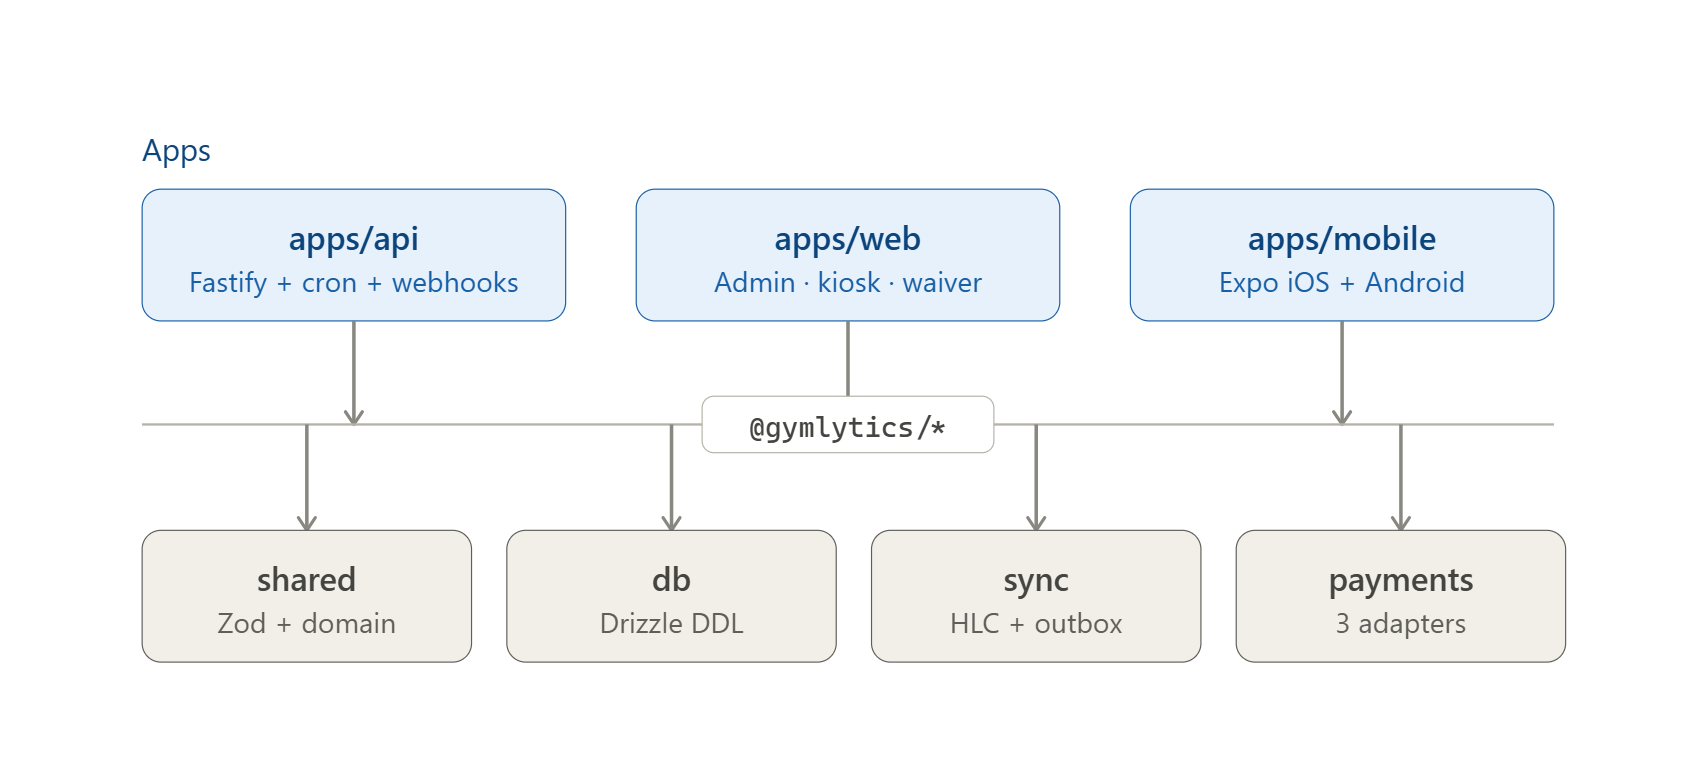 Apps
apps/api
Fastify + cron + webhooks
apps/web
Admin · kiosk · waiver
apps/mobile
Expo iOS + Android
@gymlytics/*
shared
Zod + domain
db
Drizzle DDL
sync
HLC + outbox
payments
3 adapters